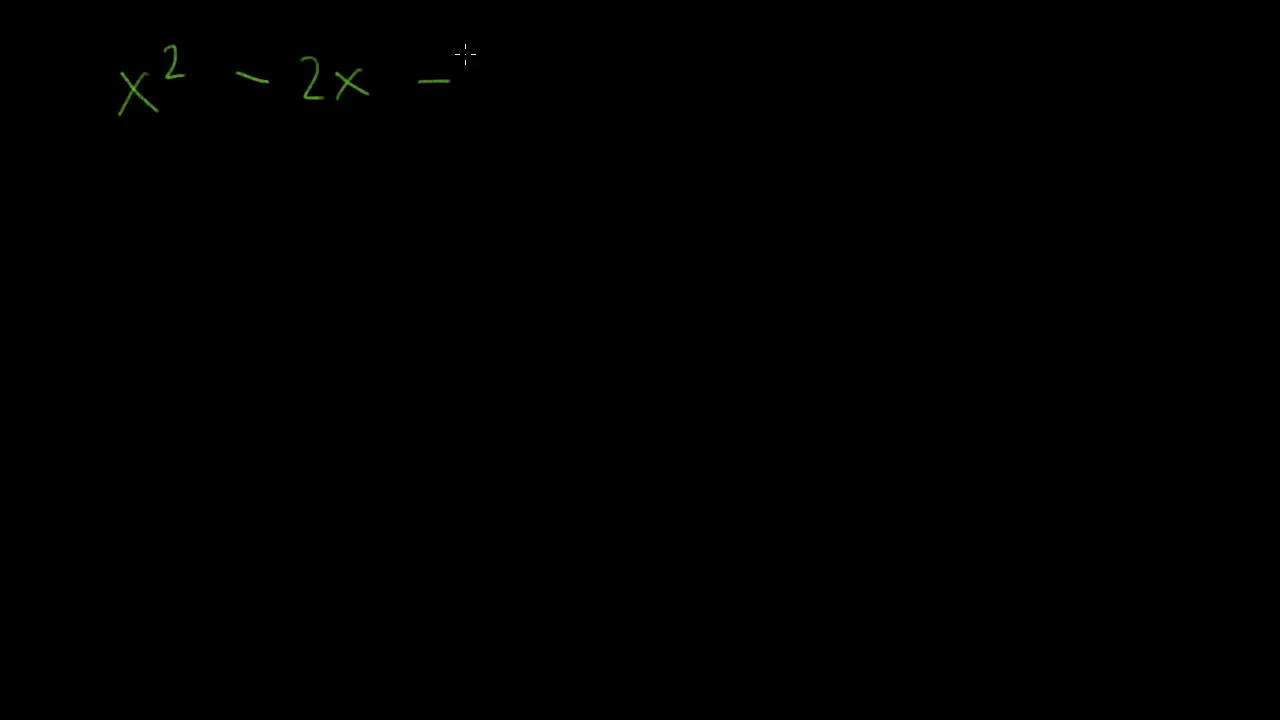 x² - 2x -